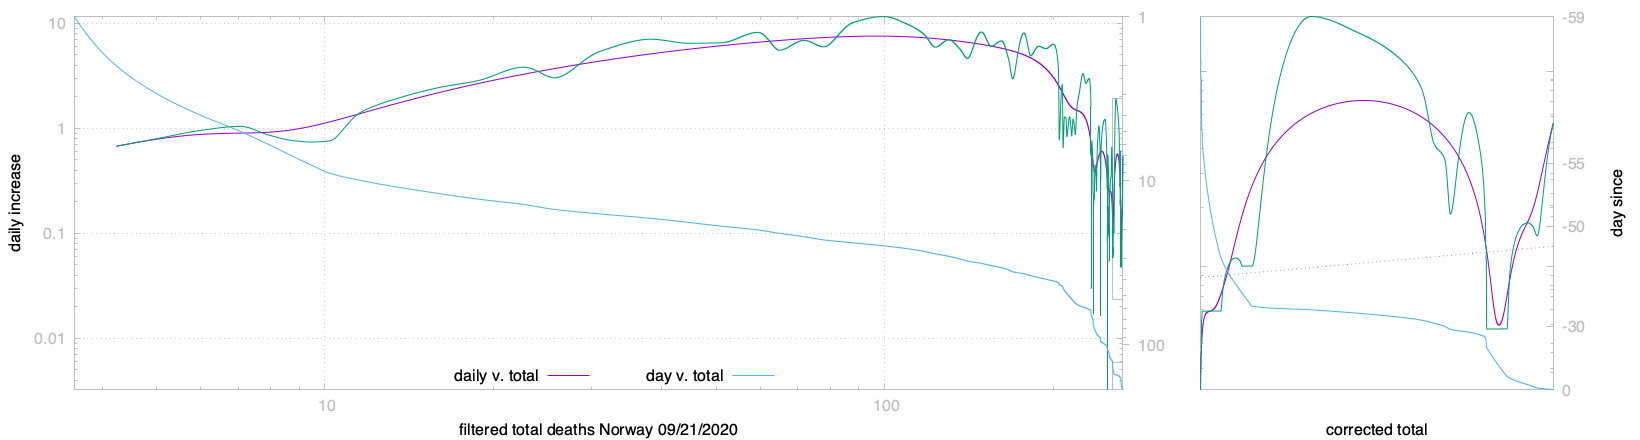 10
1
0.1
0.01
daily increase
10
100
1
10
100
daily v. total
day v. total
filtered total deaths Norway 09/21/2020
-59
-55
-50
-30
0
day since
corrected total